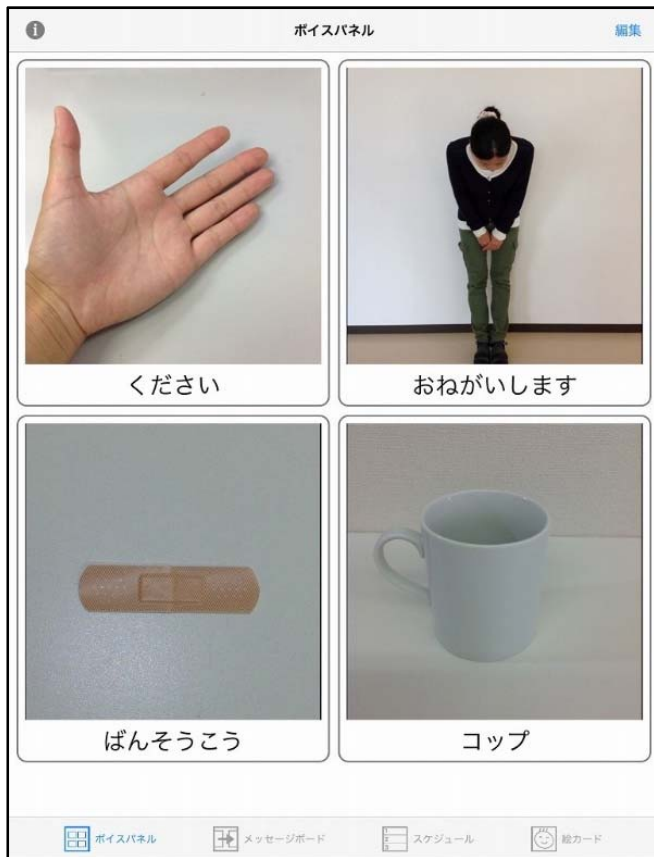 ボイスパネル
編集
ください
おねがいします
ばんそうこう
コップ
ボイスパネル
メッセージボード
スケジュール
絵カード